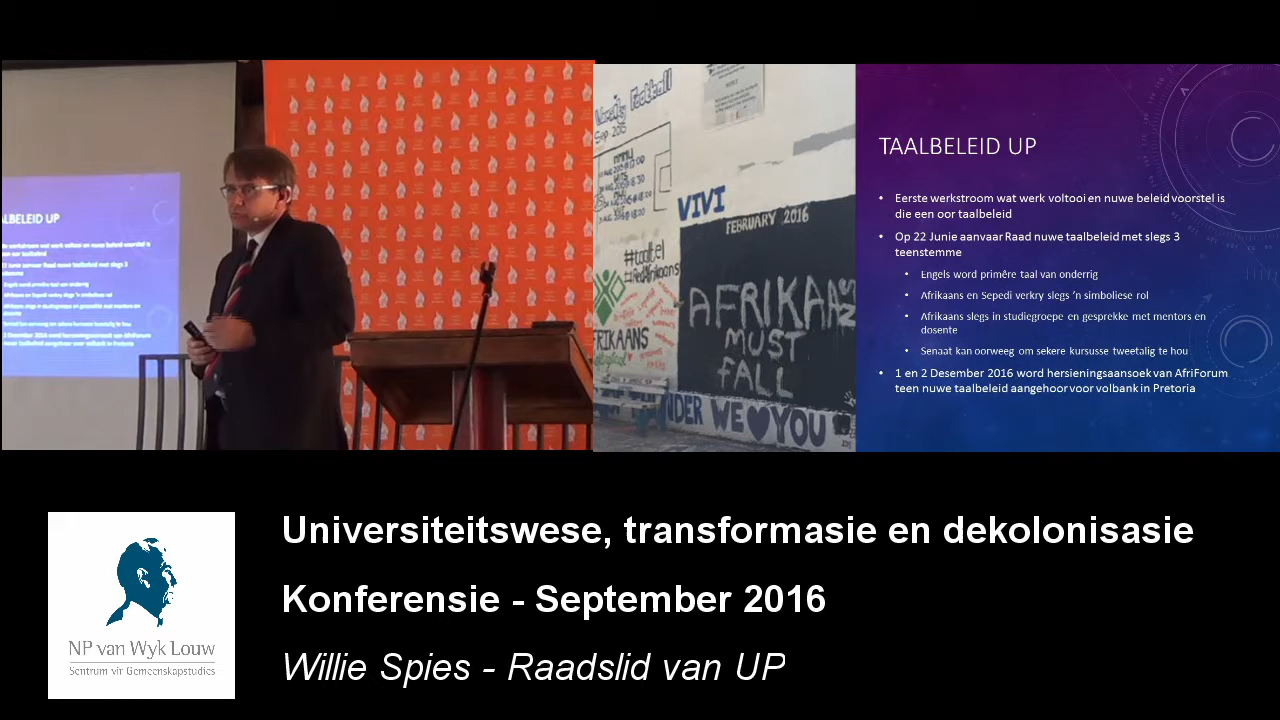 ALBELEID UP
TAALBELEID UP
Eerste werkstroom wat werk voltooi en nuwe beleid voorstel is
die een oor taalbeleid
Op 22 Junie aanvaar Raad nuwe taalbeleid met slegs 3
teenstemme
Engels word primêre taal van onderrig
Afrikaans en Sepedi verkry slegs 'n simboliese rol
Afrikaans slegs in studiegroepe en gesprekke met mentors en
dosente
Senaat kan oorweeg om sekere kursusse tweetalig te hou
1 en 2 Desember 2016 word hersieningsaansoek van AfriForum
teen nuwe taalbeleid aangehoor voor volbank in Pretoria
Varsity Football
Sep 2015
VIVI
FEBRUARY 2016
AFRIKAANS
MUST
FALL
WE YOU
Universiteitswese, transformasie en dekolonisasie
Konferensie - September 2016
Willie Spies - Raadslid van UP
NP van Wyk Louw
Sentrum vir Gemeenskapstudies